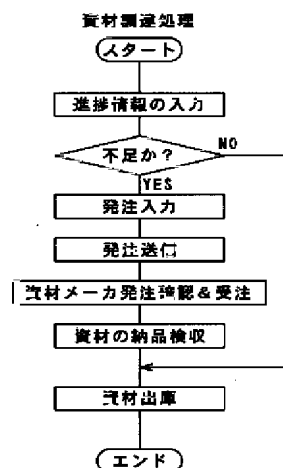 資材調達処理
スタート
進捗情報の入力
不足か?
NO
YES
発注入力
発注送信
資材メーカ発注確認&受注
資材の納品検収
資材出庫
エンド